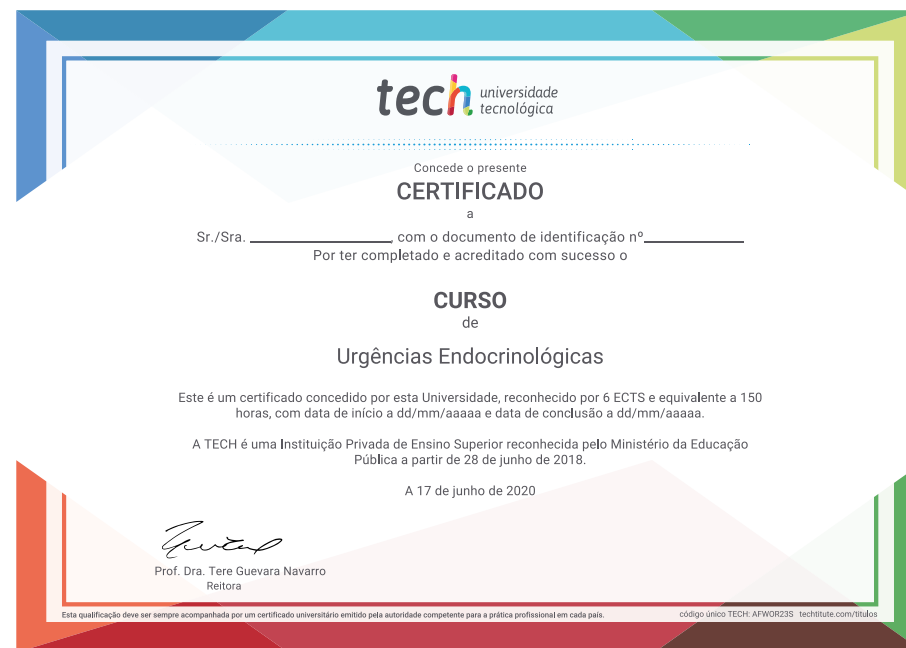 tech universidade
tecnológica
Concede o presente
CERTIFICADO
a
Sr./Sra. ____________________, com o documento de identificação nº______________
Por ter completado e acreditado com sucesso o
CURSO
de
Urgências Endocrinológicas
Este é um certificado concedido por esta Universidade, reconhecido por 6 ECTS e equivalente a 150
horas, com data de início a dd/mm/aaaaa e data de conclusão a dd/mm/aaaaa.
A TECH é uma Instituição Privada de Ensino Superior reconhecida pelo Ministério da Educação
Pública a partir de 28 de junho de 2018.
A 17 de junho de 2020
Prof. Dra. Tere Guevara Navarro
Reitora
Esta qualificação deve ser sempre acompanhada por um certificado universitário emitido pela autoridade competente para a prática profissional em cada país.
código único TECH: AFWOR23S techtitute.com/titulos